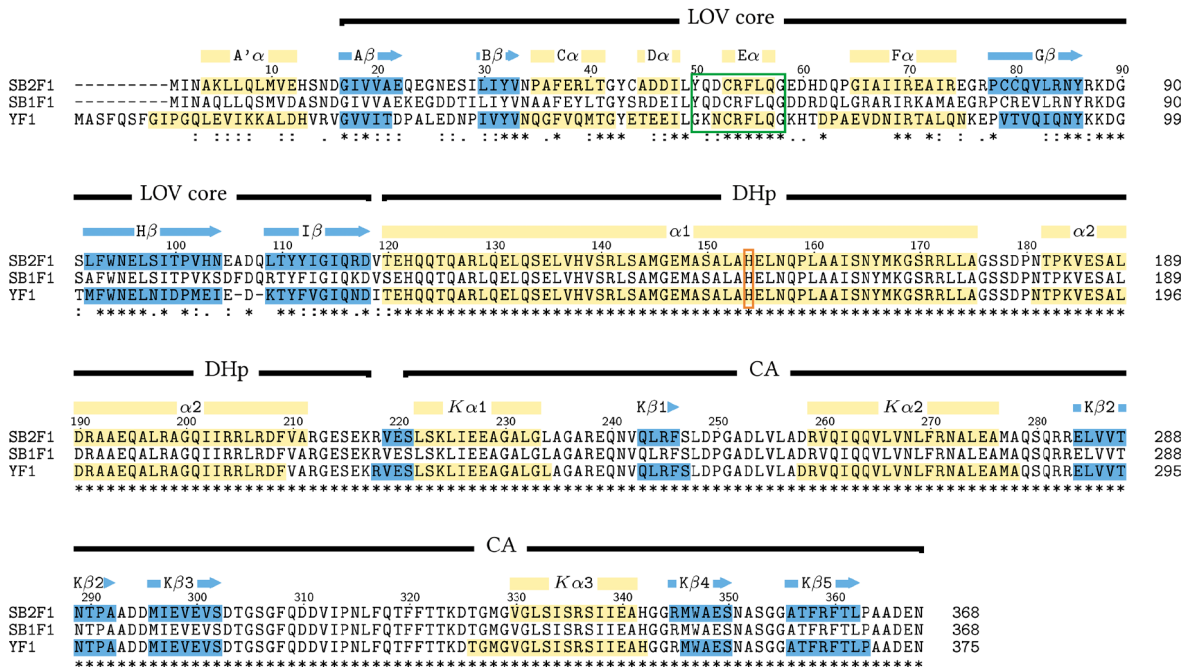 LOV core
A'α Aβ Bβ Cα Dα Eα Fα Gβ
10 20 30 40 50 60 70 80 90
SB2F1 ---------MINAKLLQLMVEHSNDGIVVAEQEGNESILIYVNPAFERLTGYCADDILYQDCRFLQGEDHDQPGIAIIREAIREGRPCCQVLRNYRKDG 90
SB1F1 ---------MINAQLLQSMVDASNDGIVVAEKEGDDTILIYVNAAFEYLTGYSRDEILYQDCRFLQGDDRDQLGRARIRKAMAEGRPCREVLRNYRKDG 90
YF1 MASFQSFGIPGQLEVIKKALDHVRVGVVITDPALEDNPIVYVNQGFVQMTGYETEEILGKNCRFLQGKHTDPAEVDNIRTALQNKEPVTVQIQNYKKDG 99
LOV core DHp
Hβ Iβ α1 α2
100 110 120 130 140 150 160 170 180
SB2F1 SLFWNELSITPVHNEADQLTYYIGIQRDVTEHQQTQARLQELQSELVHVSRLSAMGEMASALAHELNQPLAAISNYMKGSRRLLAGSSDPNTPKVESAL 189
SB1F1 SAFWNELSITPVKSDFDQRTYFIGIQKDVSEHQQTQARLQELQSELVHVSRLSAMGEMASALAHELNQPLAAISNYMKGSRRLLAGSSDPNTPKVESAL 189
YF1 TMFWNELNIDPMEIE-D-KTYFVGIQNDITEHQQTQARLQELQSELVHVSRLSAMGEMASALAHELNQPLAAISNYMKGSRRLLAGSSDPNTPKVESAL 196
DHp CA
α2 Kα1 Kβ1 Kα2 Kβ2
190 200 210 220 230 240 250 260 270 280
SB2F1 DRAAEQALRAGQIIRRLRDFVARGESEKRVESLSKLIEEAGALGLAGAREQNVQLRFSLDPGADLVLADRVQIQQVLVNLFRNALEAMAQSQRRELVVT 288
SB1F1 DRAAEQALRAGQIIRRLRDFVARGESEKRVESLSKLIEEAGALGLAGAREQNVQLRFSLDPGADLVLADRVQIQQVLVNLFRNALEAMAQSQRRELVVT 288
YF1 DRAAEQALRAGQIIRRLRDFVARGESEKRVESLSKLIEEAGALGLAGAREQNVQLRFSLDPGADLVLADRVQIQQVLVNLFRNALEAMAQSQRRELVVT 295
***************************************************************************************************
CA
Kβ2 Kβ3 Kα3 Kβ4 Kβ5
290 300 310 320 330 340 350 360
SB2F1 NTPAADDMIEVEVSDTGSGFQDDVIPNLFQTFFTTKDTGMGVGLSISRSIIEAHGGRMWAESNASGGATFRFTLPAADEN 368
SB1F1 NTPAADDMIEVEVSDTGSGFQDDVIPNLFQTFFTTKDTGMGVGLSISRSIIEAHGGRMWAESNASGGATFRFTLPAADEN 368
YF1 NTPAADDMIEVEVSDTGSGFQDDVIPNLFQTFFTTKDTGMGVGLSISRSIIEAHGGRMWAESNASGGATFRFTLPAADEN 375
********************************************************************************